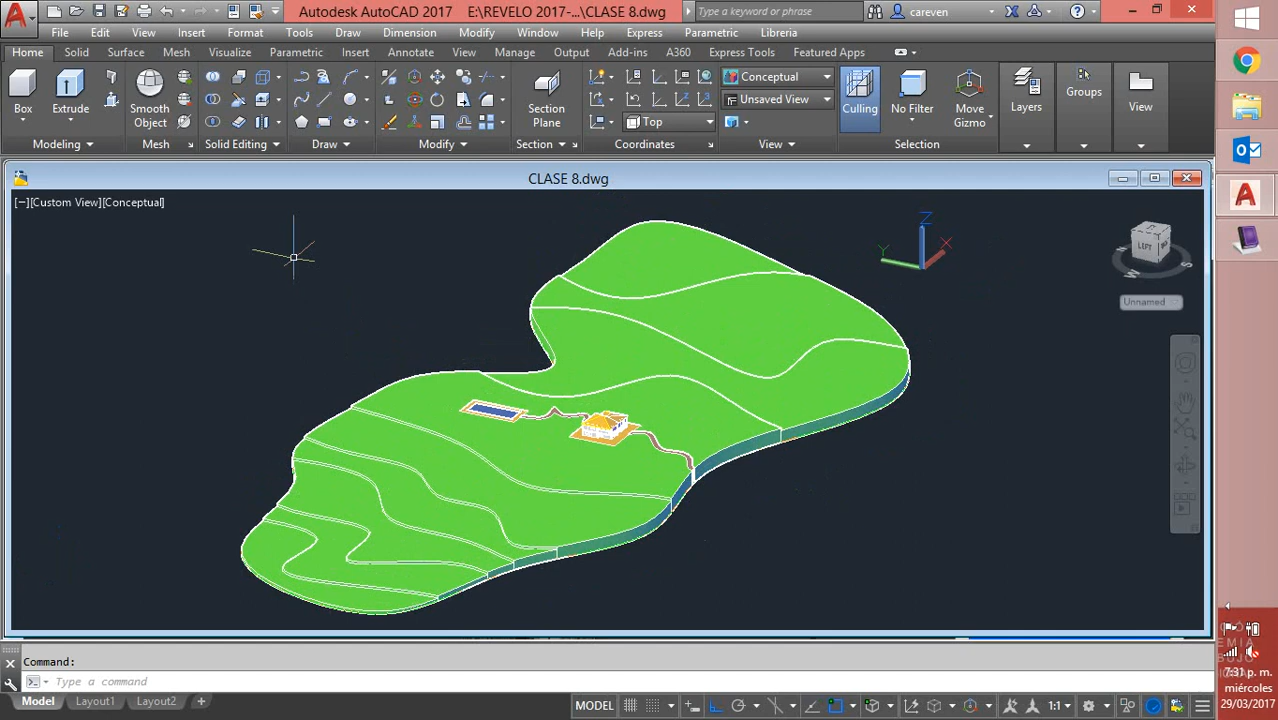 Autodesk AutoCAD 2017 E:\REVELO 2017-...\CLASE 8.dwg Type a keyword or phrase careven
File Edit View Insert Format Tools Draw Dimension Modify Window Help Express Parametric Libreria
Home Solid Surface Mesh Visualize Parametric Insert Annotate View Manage Output Add-ins A360 Express Tools Featured Apps
Conceptual
Unsaved View
Top
Box Extrude Smooth Object Section Plane Culling No Filter Move Gizmo Layers Groups View
Modeling Mesh Solid Editing Draw Modify Section Coordinates View Selection
CLASE 8.dwg
[−][Custom View][Conceptual]
Z
Y X
LEFT
W S
Unnamed
Command:
Type a command
Model Layout1 Layout2 +
MODEL 1:1
7:31 p. m.
miércoles
29/03/2017